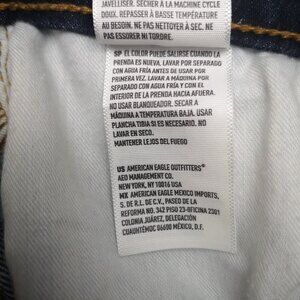 JAVELLISER. SÉCHER À LA MACHINE CYCLE
DOUX. REPASSER À BASSE TEMPÉRATURE
AU BESOIN. NE PAS NETTOYER À SEC. NE
PAS ESSORER NI TORDRE.
SP EL COLOR PUEDE SALIRSE CUANDO LA
PRENDA ES NUEVA, LAVAR POR SEPARADO
CON AGUA FRÍA ANTES DE USAR POR
PRIMERA VEZ. LAVAR A MÁQUINA POR
SEPARADO CON AGUA FRÍA Y CON EL
INTERIOR DE LA PRENDA HACIA AFUERA.
NO USAR BLANQUEADOR. SECAR A
MÁQUINA A TEMPERATURA BAJA. USAR
PLANCHA TIBIA SI ES NECESARIO. NO
LAVAR EN SECO.
MANTENER LEJOS DEL FUEGO
US AMERICAN EAGLE OUTFITTERS®
AEO MANAGEMENT CO.
NEW YORK, NY 10016 USA
MX AMERICAN EAGLE MEXICO IMPORTS,
S. DE R.L. DE C.V., PASEO DE LA
REFORMA NO. 342 PISO 23-OFICINA 2301
COLONIA JUÁREZ, DELEGACIÓN
CUAUHTÉMOC 06600 MÉXICO, D.F.